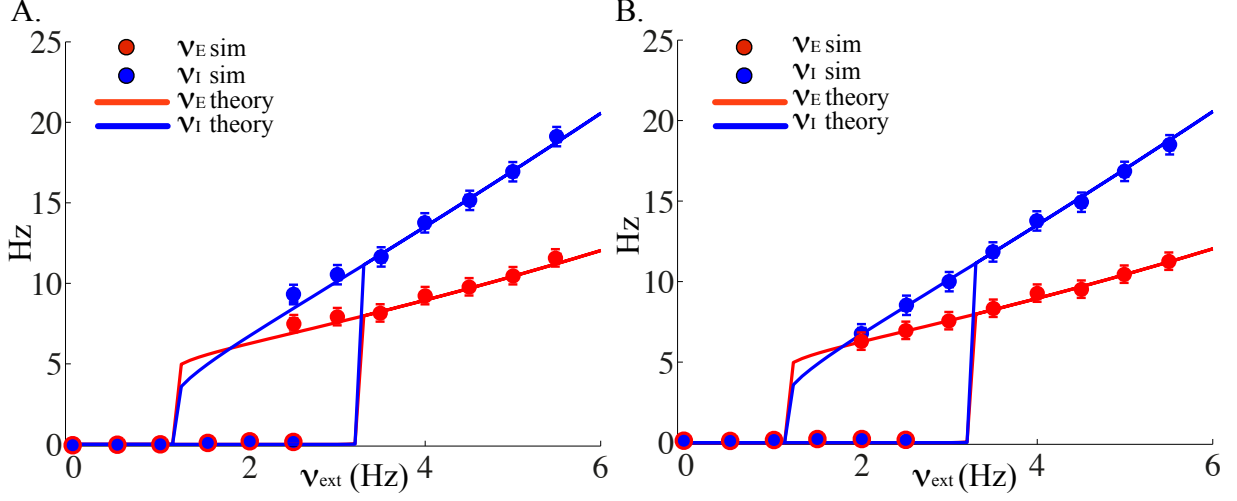 A.
25
20
15
10
5
0
Hz
νE sim
νI sim
νE theory
νI theory
0 2 4 6
νext (Hz)
B.
25
20
15
10
5
0
Hz
νE sim
νI sim
νE theory
νI theory
0 2 4 6
νext (Hz)